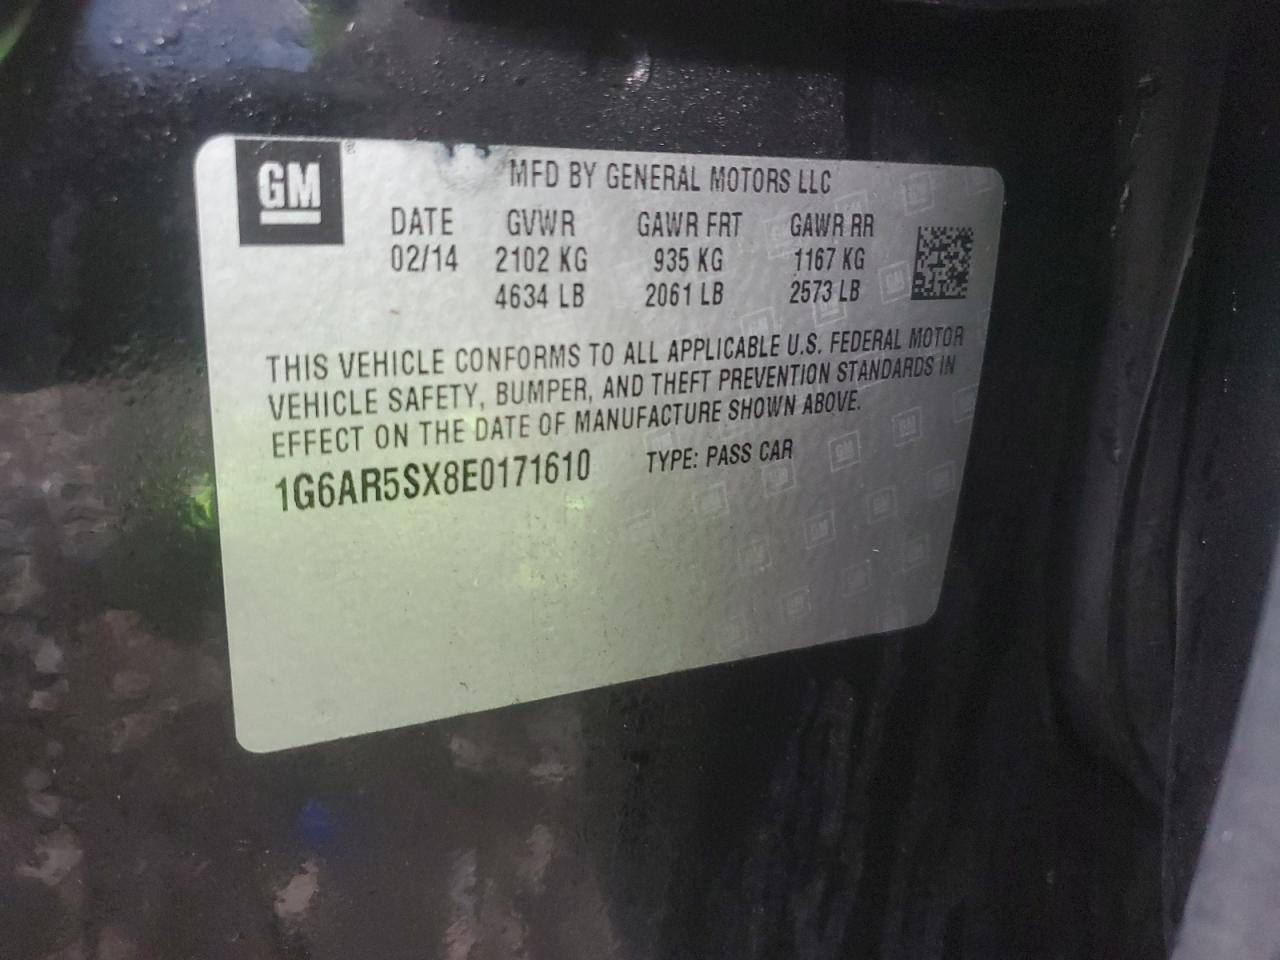 GM®
MFD BY GENERAL MOTORS LLC
DATE GVWR GAWR FRT GAWR RR
02/14 2102 KG 935 KG 1167 KG
4634 LB 2061 LB 2573 LB
THIS VEHICLE CONFORMS TO ALL APPLICABLE U.S. FEDERAL MOTOR
VEHICLE SAFETY, BUMPER, AND THEFT PREVENTION STANDARDS IN
EFFECT ON THE DATE OF MANUFACTURE SHOWN ABOVE.
1G6AR5SX8E0171610 TYPE: PASS CAR